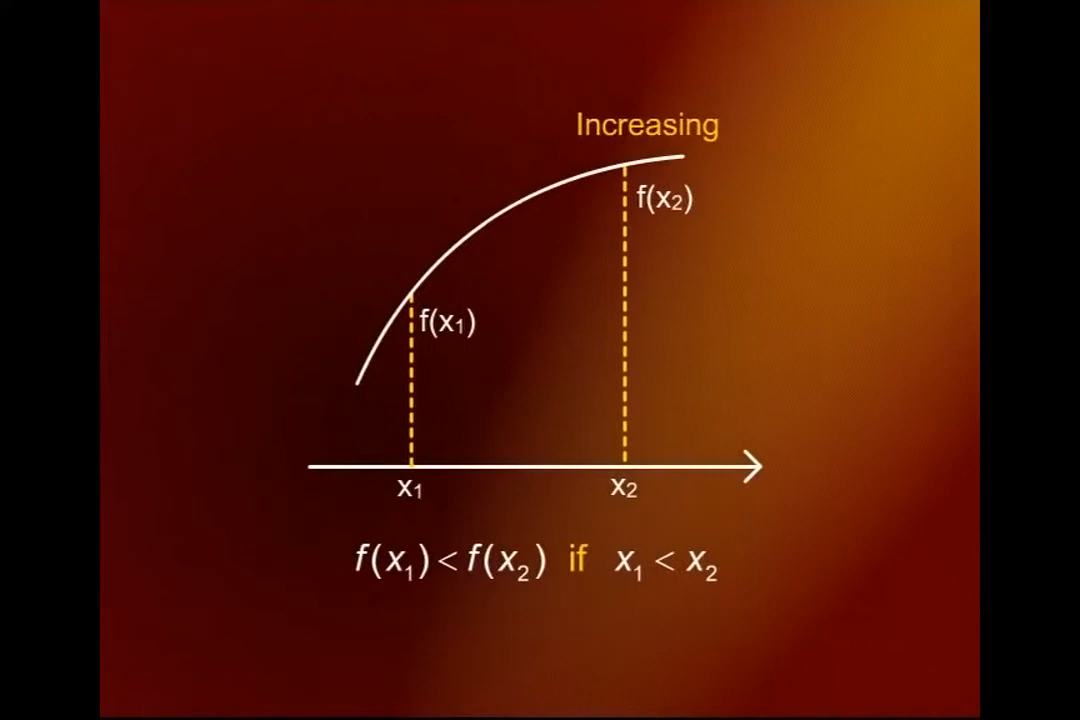 Increasing
f(x₂)
f(x₁)
x₁ x₂
f(x₁) < f(x₂) if x₁ < x₂